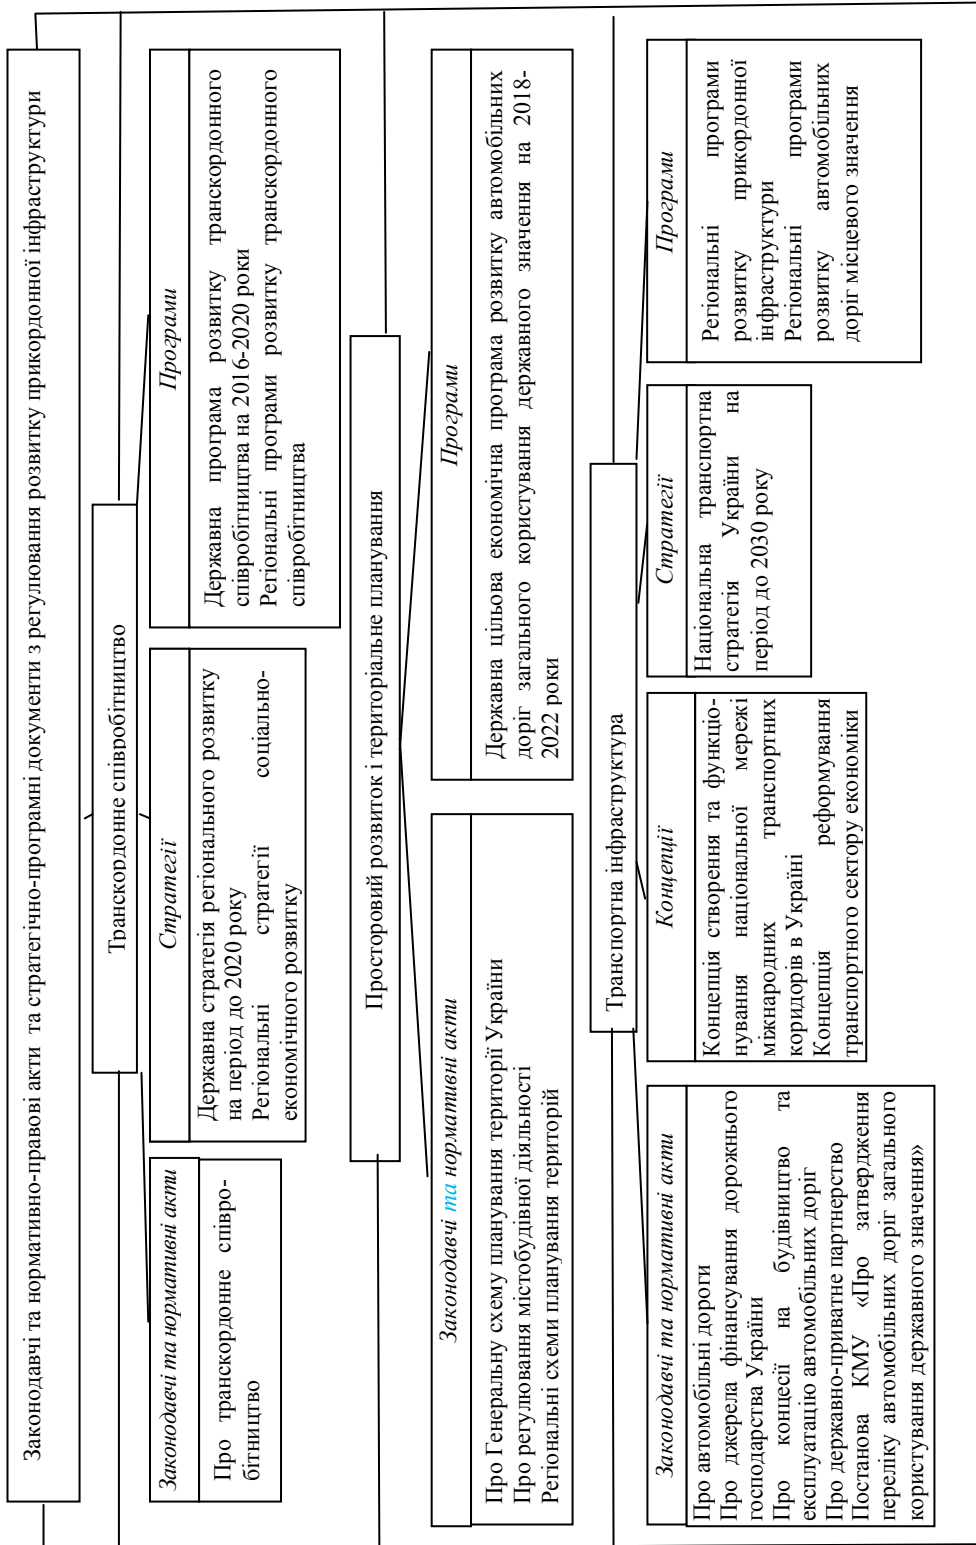 Законодавчі та нормативно-правові акти та стратегічно-програмні документи з регулювання розвитку прикордонної інфраструктури
Транскордонне співробітництво
Законодавчі та нормативні акти
Про транскордонне співро-
бітництво
Стратегії
Державна стратегія регіонального розвитку
на період до 2020 року
Регіональні стратегії соціально-
економічного розвитку
Програми
Державна програма розвитку транскордонного
співробітництва на 2016-2020 роки
Регіональні програми розвитку транскордонного
співробітництва
Просторовий розвиток і територіальне планування
Законодавчі та нормативні акти
Про Генеральну схему планування території України
Про регулювання містобудівної діяльності
Регіональні схеми планування територій
Програми
Державна цільова економічна програма розвитку автомобільних
доріг загального користування державного значення на 2018-
2022 роки
Транспортна інфраструктура
Законодавчі та нормативні акти
Про автомобільні дороги
Про джерела фінансування дорожнього
господарства України
Про концесії на будівництво та
експлуатацію автомобільних доріг
Про державно-приватне партнерство
Постанова КМУ «Про затвердження
переліку автомобільних доріг загального
користування державного значення»
Концепції
Концепція створення та функціо-
нування національної мережі
міжнародних транспортних
коридорів в Україні
Концепція реформування
транспортного сектору економіки
Стратегії
Національна транспортна
стратегія України на
період до 2030 року
Програми
Регіональні програми
розвитку прикордонної
інфраструктури
Регіональні програми
розвитку автомобільних
доріг місцевого значення